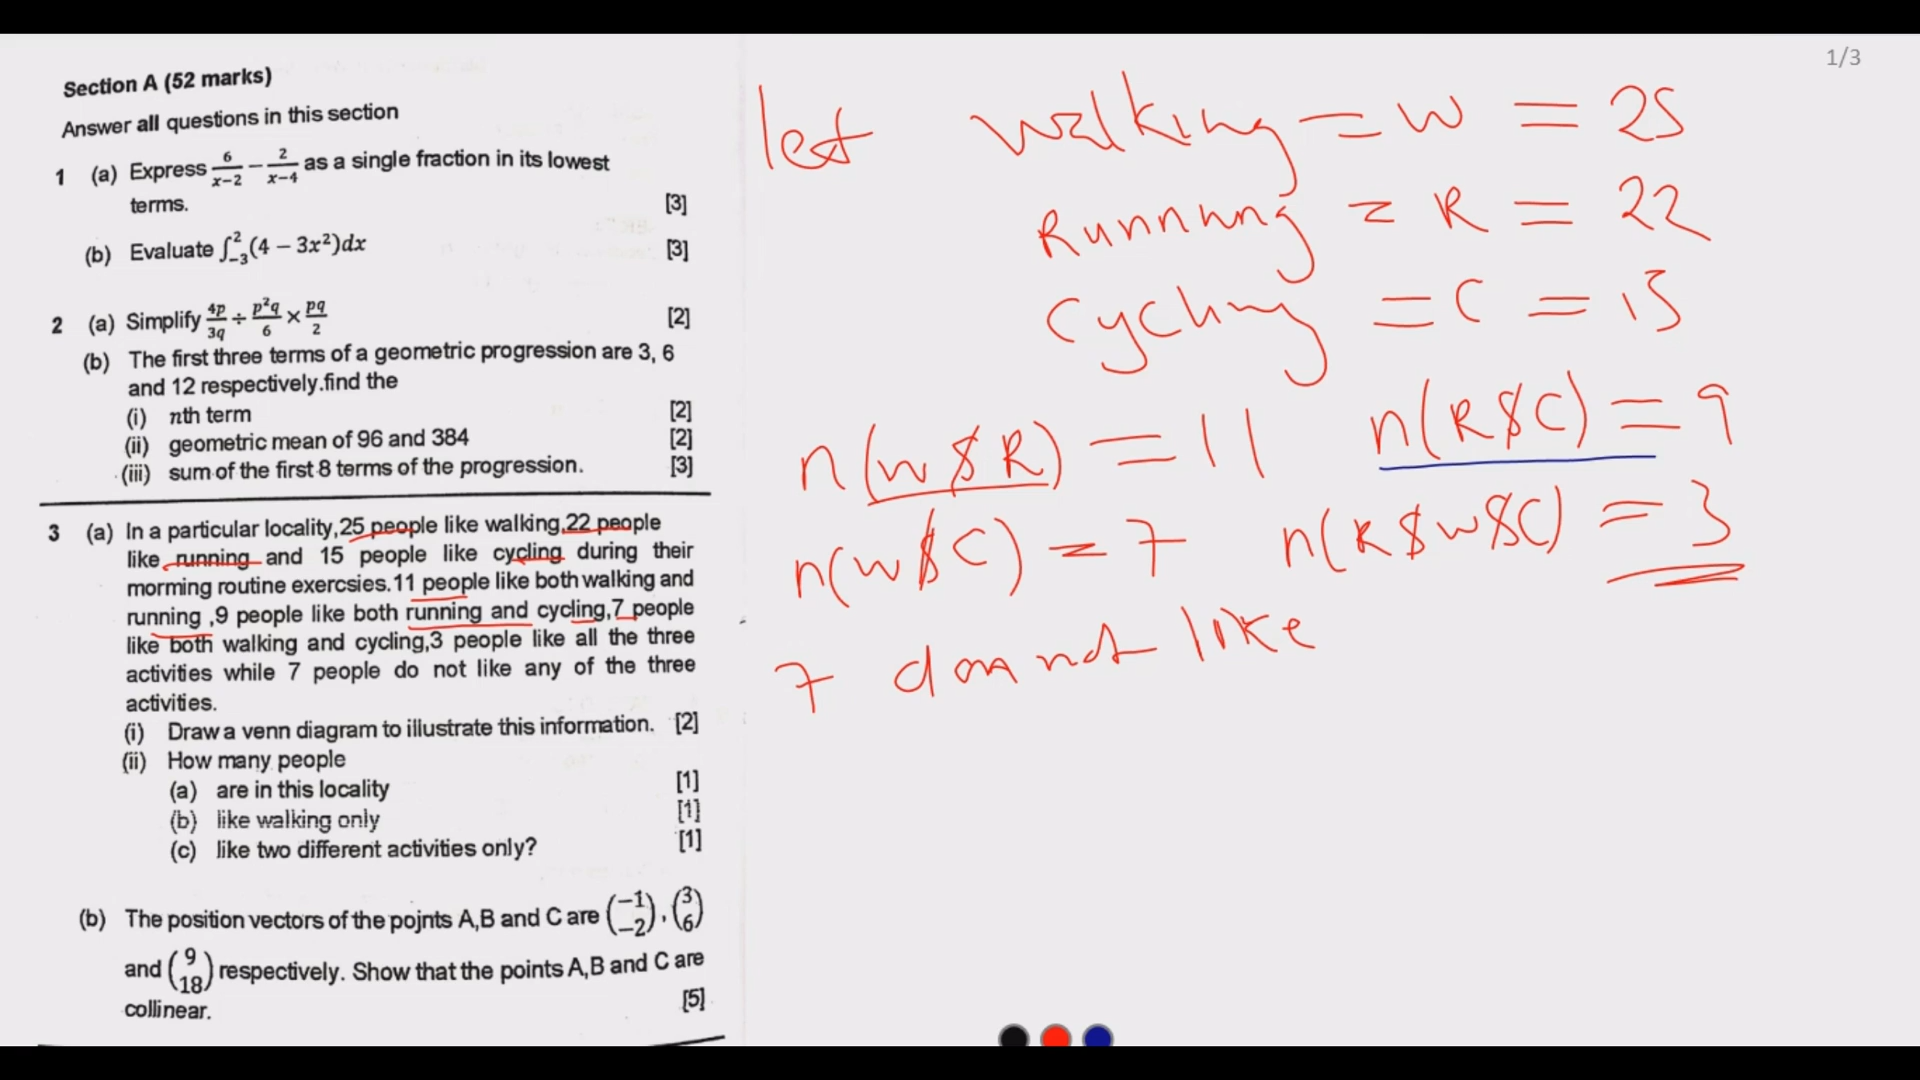 1/3
Section A (52 marks)
Answer all questions in this section
1 (a) Express 6/(x−2) − 2/(x−4) as a single fraction in its lowest
terms. [3]
(b) Evaluate ∫₋₃²(4 − 3x²)dx [3]
2 (a) Simplify 4p/3q ÷ p²q/6 × pq/2 [2]
(b) The first three terms of a geometric progression are 3, 6
and 12 respectively.find the
(i) nth term [2]
(ii) geometric mean of 96 and 384 [2]
(iii) sum of the first 8 terms of the progression. [3]
3 (a) In a particular locality,25 people like walking,22 people
like running and 15 people like cycling during their
morming routine exercsies.11 people like both walking and
running ,9 people like both running and cycling,7 people
like both walking and cycling,3 people like all the three
activities while 7 people do not like any of the three
activities.
(i) Draw a venn diagram to illustrate this information. [2]
(ii) How many people
(a) are in this locality [1]
(b) like walking only [1]
(c) like two different activities only? [1]
(b) The position vectors of the pojnts A,B and C are (−1 −2), (3 6)
and (9 18) respectively. Show that the points A,B and C are
collinear. [5]
let walking = W = 25
Running = R = 22
Cycling = C = 15
n(W & R) = 11 n(R & C) = 9
n(W & C) = 7 n(R & W & C) = 3
7 do not like